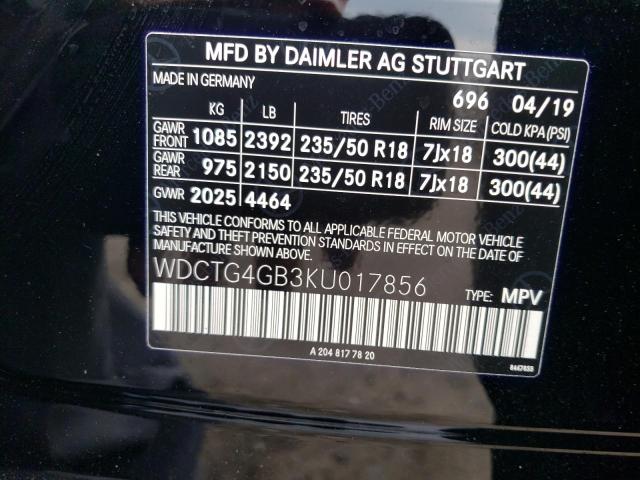 MFD BY DAIMLER AG STUTTGART
MADE IN GERMANY
696 04/19
KG LB TIRES RIM SIZE COLD KPA(PSI)
GAWR FRONT 1085 2392 235/50 R18 7Jx18 300(44)
GAWR REAR 975 2150 235/50 R18 7Jx18 300(44)
GVWR 2025 4464
THIS VEHICLE CONFORMS TO ALL APPLICABLE FEDERAL MOTOR VEHICLE
SAFETY AND THEFT PREVENTION STANDARDS IN EFFECT ON THE DATE OF
MANUFACTURE SHOWN ABOVE.
WDCTG4GB3KU017856
TYPE: MPV
A 204 817 78 20